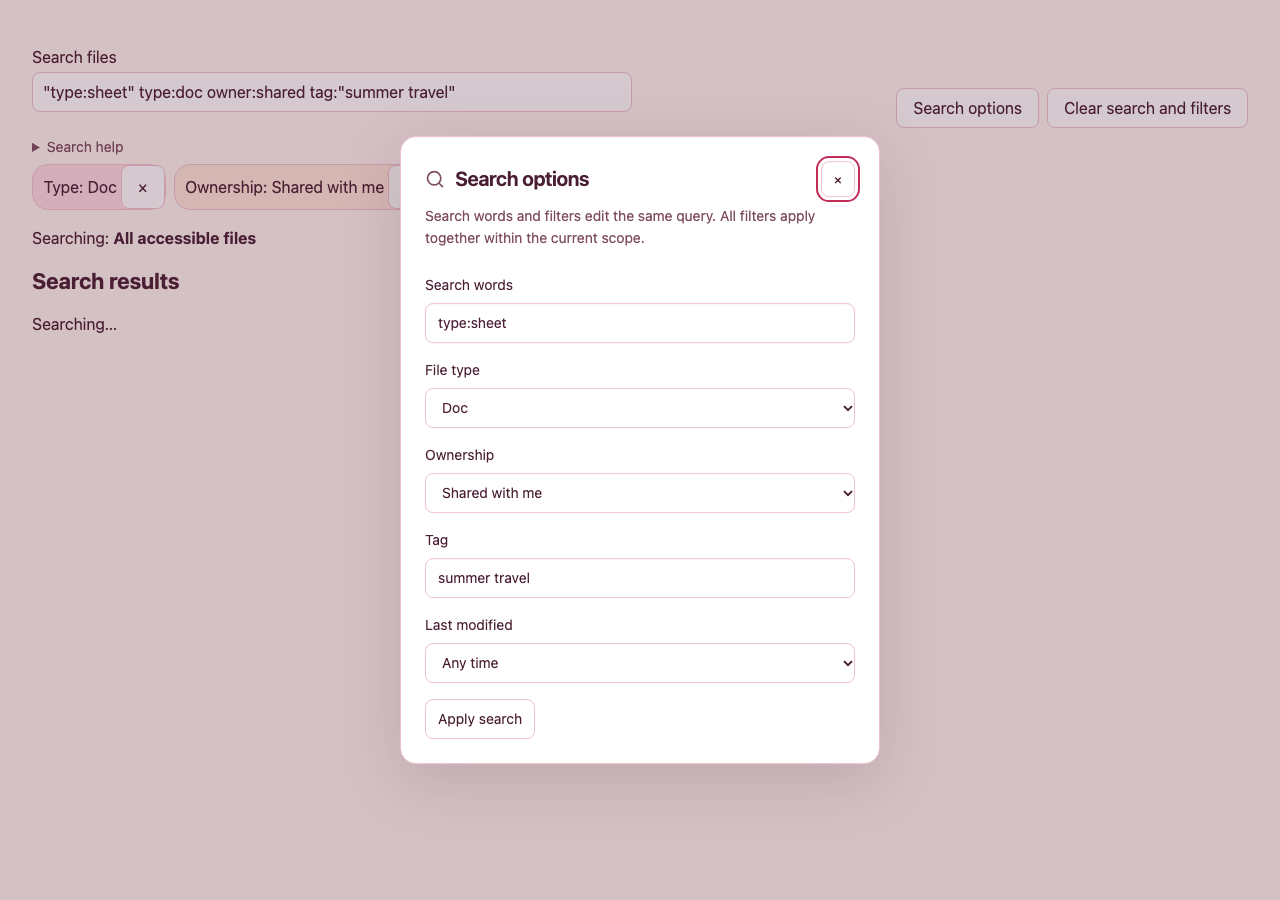 Search files
"type:sheet" type:doc owner:shared tag:"summer travel"
Search options
Clear search and filters
Search help
Type: Doc ×
Ownership: Shared with me
Searching: All accessible files
Search results
Searching...
Search options
×
Search words and filters edit the same query. All filters apply
together within the current scope.
Search words
type:sheet
File type
Doc
Ownership
Shared with me
Tag
summer travel
Last modified
Any time
Apply search